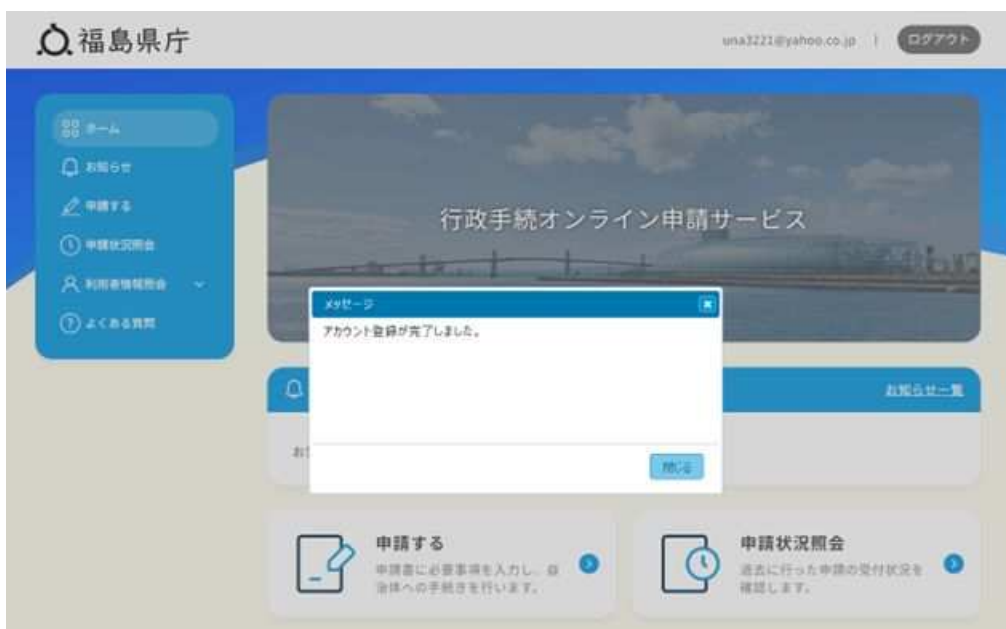 福島県庁
una3221@yahoo.co.jp | ログアウト
ホーム
お知らせ
申請する
申請状況照会
利用者情報照会
よくある質問
行政手続オンライン申請サービス
メッセージ
アカウント登録が完了しました。
お知らせ一覧
お
閉じる
申請する
申請書に必要事項を入力し、自
治体への手続きを行います。
申請状況照会
過去に行った申請の受付状況を
確認します。